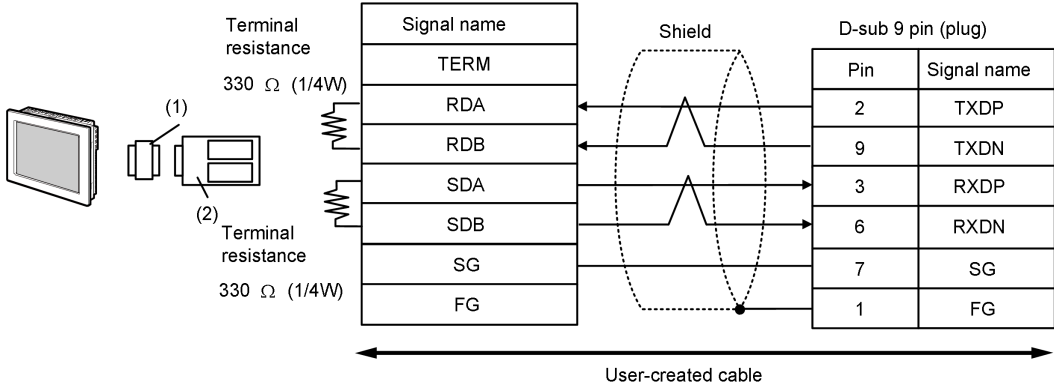 Terminal
resistance
330 Ω (1/4W)
(1)
(2)
Terminal
resistance
330 Ω (1/4W)
Signal name
TERM
RDA
RDB
SDA
SDB
SG
FG
Shield
D-sub 9 pin (plug)
Pin Signal name
2 TXDP
9 TXDN
3 RXDP
6 RXDN
7 SG
1 FG
User-created cable